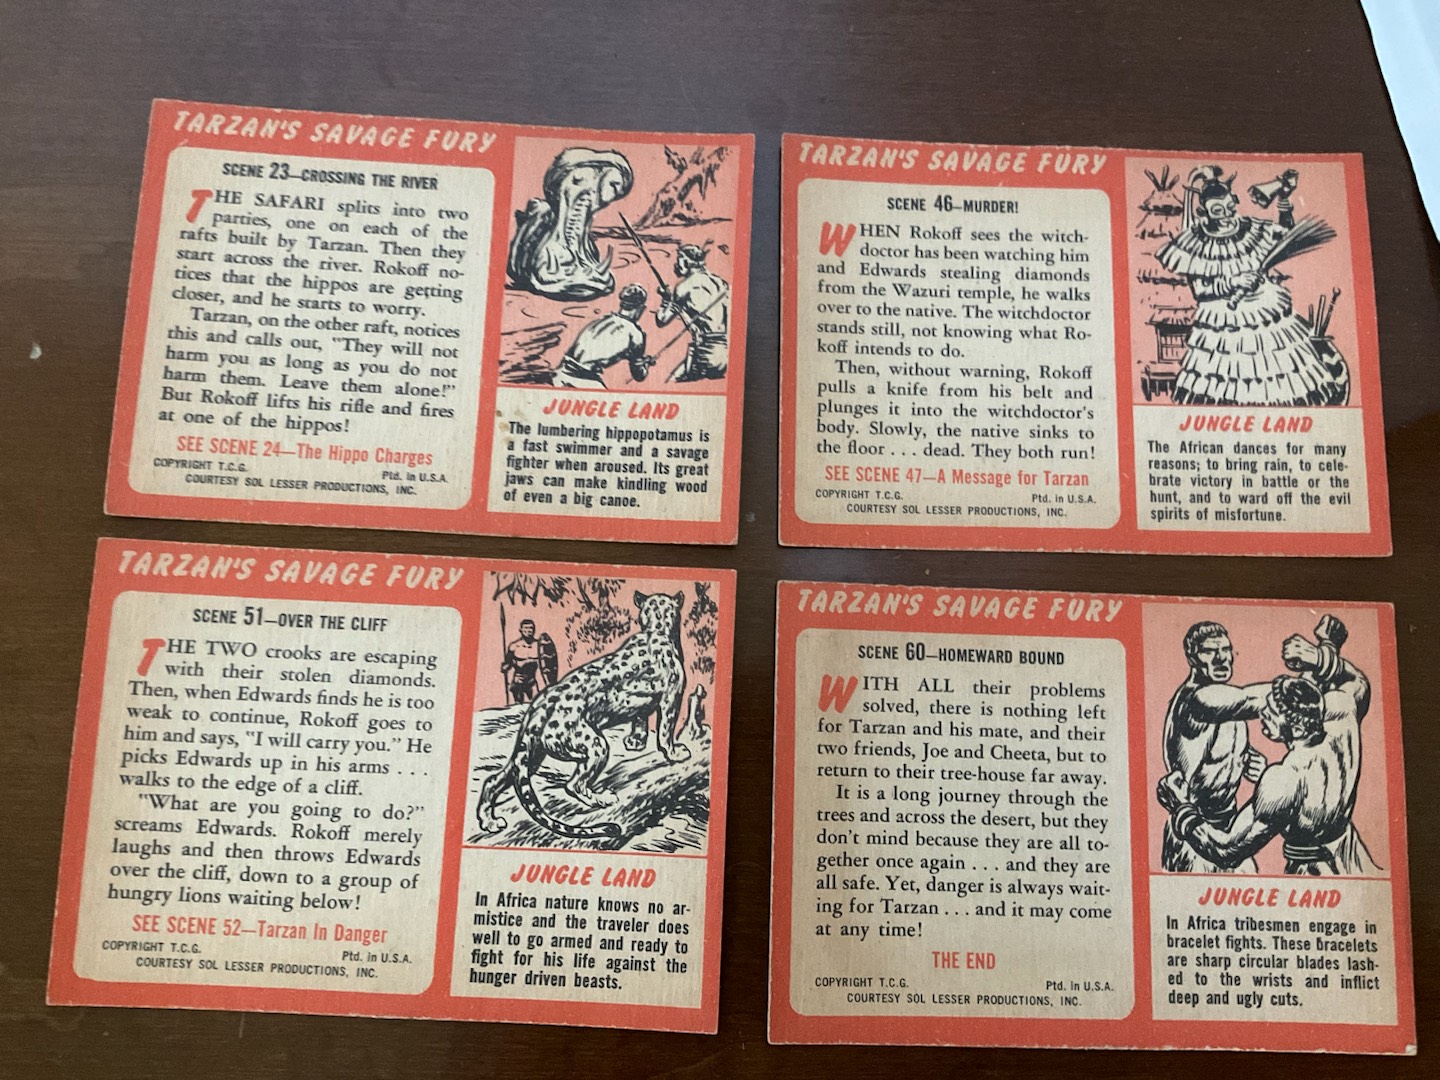 TARZAN'S SAVAGE FURY
SCENE 23—CROSSING THE RIVER
THE SAFARI splits into two
parties, one on each of the
rafts built by Tarzan. Then they
start across the river. Rokoff no-
tices that the hippos are getting
closer, and he starts to worry.
Tarzan, on the other raft, notices
this and calls out, "They will not
harm you as long as you do not
harm them. Leave them alone!"
But Rokoff lifts his rifle and fires
at one of the hippos!
SEE SCENE 24—The Hippo Charges
COPYRIGHT T.C.G. Ptd. in U.S.A.
COURTESY SOL LESSER PRODUCTIONS, INC.
JUNGLE LAND
The lumbering hippopotamus is
a fast swimmer and a savage
fighter when aroused. Its great
jaws can make kindling wood
of even a big canoe.
TARZAN'S SAVAGE FURY
SCENE 46—MURDER!
WHEN Rokoff sees the witch-
doctor has been watching him
and Edwards stealing diamonds
from the Wazuri temple, he walks
over to the native. The witchdoctor
stands still, not knowing what Ro-
koff intends to do.
Then, without warning, Rokoff
pulls a knife from his belt and
plunges it into the witchdoctor's
body. Slowly, the native sinks to
the floor . . . dead. They both run!
SEE SCENE 47—A Message for Tarzan
COPYRIGHT T.C.G. Ptd. in U.S.A.
COURTESY SOL LESSER PRODUCTIONS, INC.
JUNGLE LAND
The African dances for many
reasons; to bring rain, to cele-
brate victory in battle or the
hunt, and to ward off the evil
spirits of misfortune.
TARZAN'S SAVAGE FURY
SCENE 51—OVER THE CLIFF
THE TWO crooks are escaping
with their stolen diamonds.
Then, when Edwards finds he is too
weak to continue, Rokoff goes to
him and says, "I will carry you." He
picks Edwards up in his arms . . .
walks to the edge of a cliff.
"What are you going to do?"
screams Edwards. Rokoff merely
laughs and then throws Edwards
over the cliff, down to a group of
hungry lions waiting below!
SEE SCENE 52—Tarzan In Danger
COPYRIGHT T.C.G. Ptd. in U.S.A.
COURTESY SOL LESSER PRODUCTIONS, INC.
JUNGLE LAND
In Africa nature knows no ar-
mistice and the traveler does
well to go armed and ready to
fight for his life against the
hunger driven beasts.
TARZAN'S SAVAGE FURY
SCENE 60—HOMEWARD BOUND
WITH ALL their problems
solved, there is nothing left
for Tarzan and his mate, and their
two friends, Joe and Cheeta, but to
return to their tree-house far away.
It is a long journey through the
trees and across the desert, but they
don't mind because they are all to-
gether once again . . . and they are
all safe. Yet, danger is always wait-
ing for Tarzan . . . and it may come
at any time!
THE END
COPYRIGHT T.C.G. Ptd. in U.S.A.
COURTESY SOL LESSER PRODUCTIONS, INC.
JUNGLE LAND
In Africa tribesmen engage in
bracelet fights. These bracelets
are sharp circular blades lash-
ed to the wrists and inflict
deep and ugly cuts.